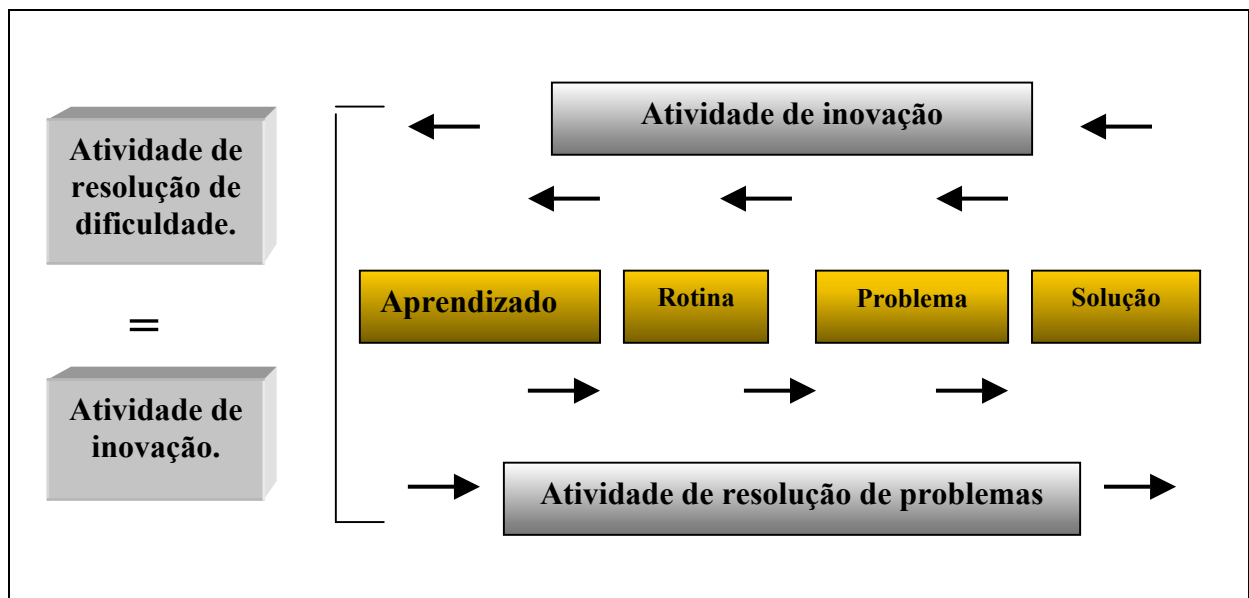 Atividade de
resolução de
dificuldade.
=
Atividade de
inovação.
Atividade de inovação
Aprendizado
Rotina
Problema
Solução
Atividade de resolução de problemas